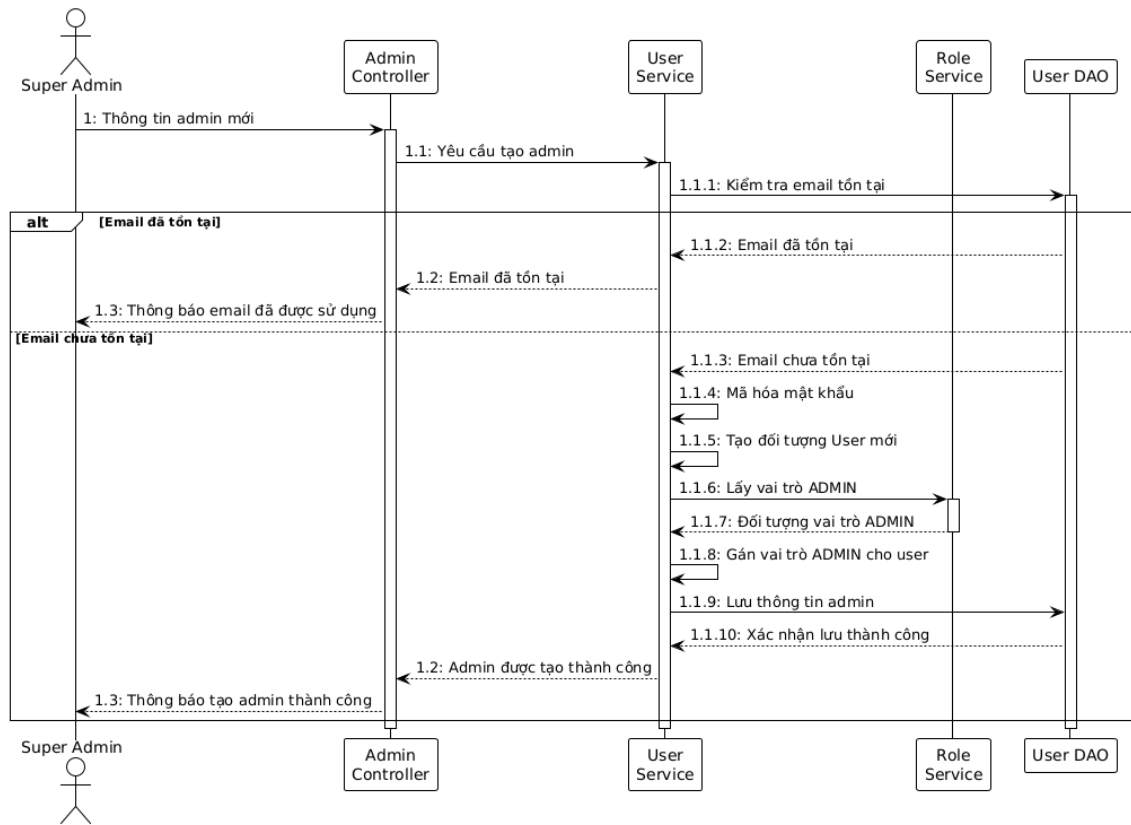 Super Admin
Admin
Controller
User
Service
Role
Service
User DAO
1: Thông tin admin mới
1.1: Yêu cầu tạo admin
1.1.1: Kiểm tra email tồn tại
alt [Email đã tồn tại]
1.1.2: Email đã tồn tại
1.2: Email đã tồn tại
1.3: Thông báo email đã được sử dụng
[Email chưa tồn tại]
1.1.3: Email chưa tồn tại
1.1.4: Mã hóa mật khẩu
1.1.5: Tạo đối tượng User mới
1.1.6: Lấy vai trò ADMIN
1.1.7: Đối tượng vai trò ADMIN
1.1.8: Gán vai trò ADMIN cho user
1.1.9: Lưu thông tin admin
1.1.10: Xác nhận lưu thành công
1.2: Admin được tạo thành công
1.3: Thông báo tạo admin thành công
Super Admin
Admin
Controller
User
Service
Role
Service
User DAO